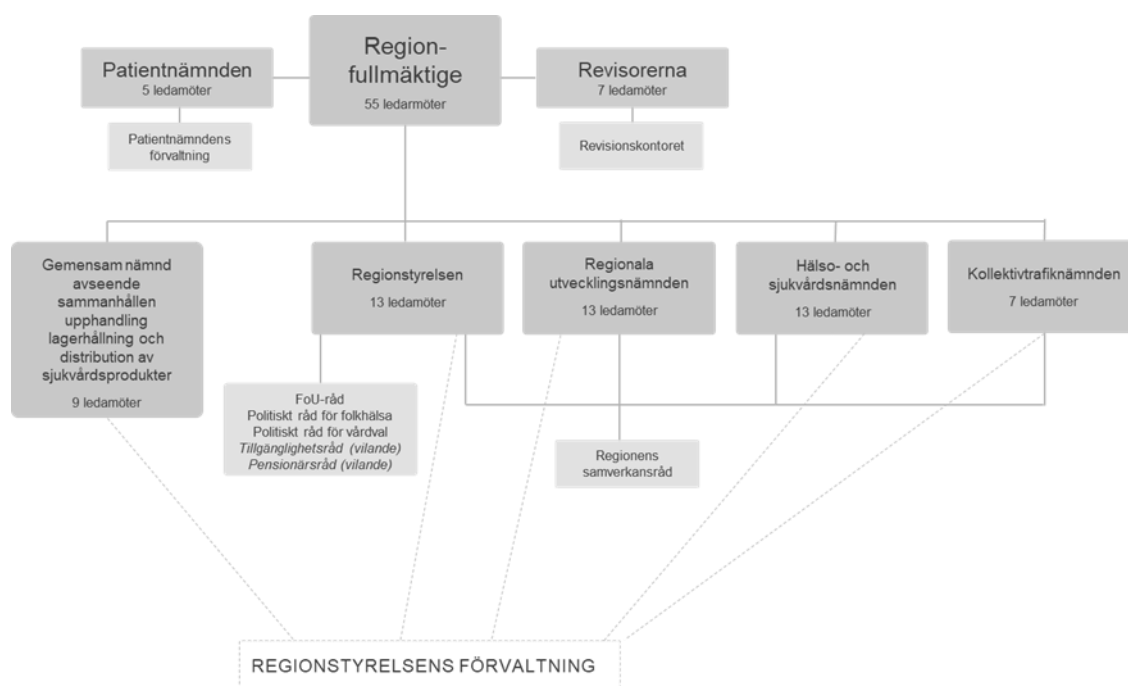 Region-
fullmäktige
55 ledarmöter
Patientnämnden
5 ledamöter
Revisorerna
7 ledamöter
Patientnämndens
förvaltning
Revisionskontoret
Gemensam nämnd
avseende
sammanhållen
upphandling
lagerhållning och
distribution av
sjukvårdsprodukter
9 ledamöter
Regionstyrelsen
13 ledamöter
Regionala
utvecklingsnämnden
13 ledamöter
Hälso- och
sjukvårdsnämnden
13 ledamöter
Kollektivtrafiknämnden
7 ledamöter
FoU-råd
Politiskt råd för folkhälsa
Politiskt råd för vårdval
Tillgänglighetsråd (vilande)
Pensionärsråd (vilande)
Regionens
samverkansråd
REGIONSTYRELSENS FÖRVALTNING